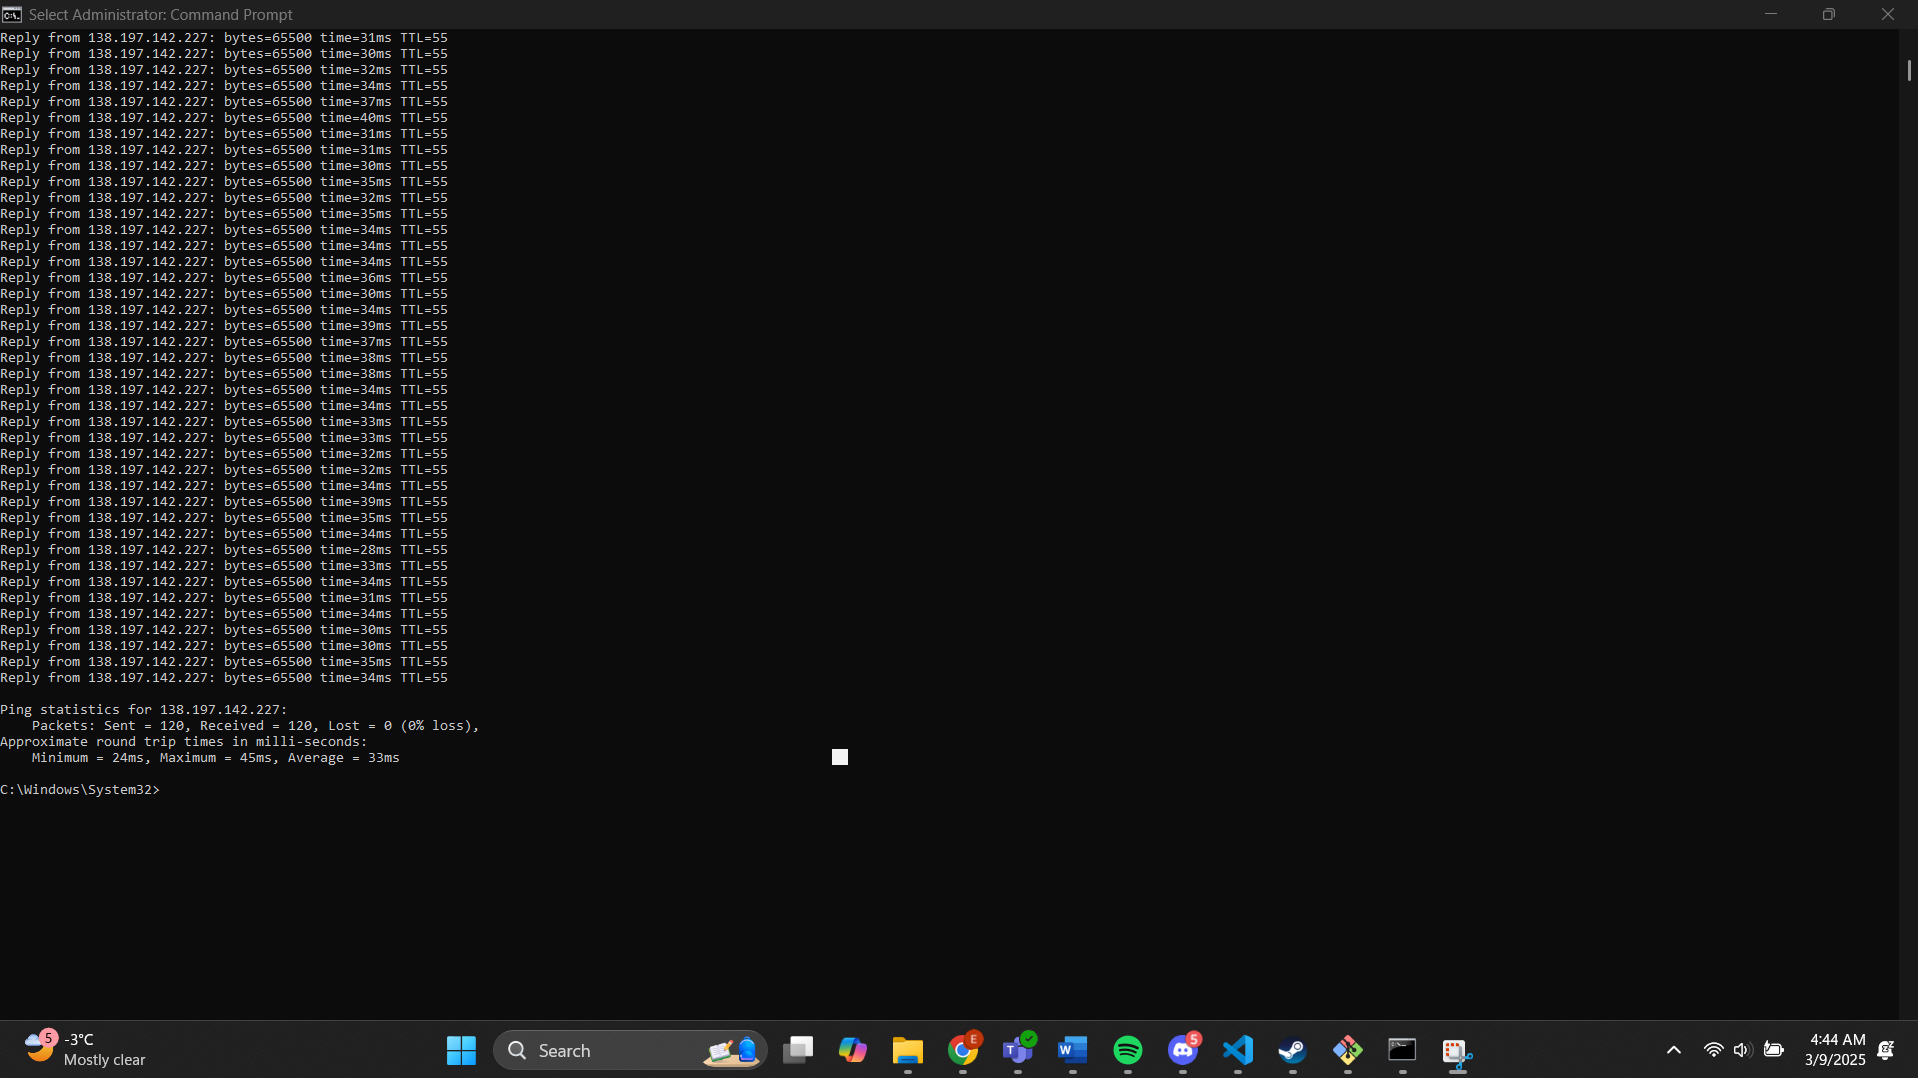 Select Administrator: Command Prompt
Reply from 138.197.142.227: bytes=65500 time=31ms TTL=55
Reply from 138.197.142.227: bytes=65500 time=30ms TTL=55
Reply from 138.197.142.227: bytes=65500 time=32ms TTL=55
Reply from 138.197.142.227: bytes=65500 time=34ms TTL=55
Reply from 138.197.142.227: bytes=65500 time=37ms TTL=55
Reply from 138.197.142.227: bytes=65500 time=40ms TTL=55
Reply from 138.197.142.227: bytes=65500 time=31ms TTL=55
Reply from 138.197.142.227: bytes=65500 time=31ms TTL=55
Reply from 138.197.142.227: bytes=65500 time=30ms TTL=55
Reply from 138.197.142.227: bytes=65500 time=35ms TTL=55
Reply from 138.197.142.227: bytes=65500 time=32ms TTL=55
Reply from 138.197.142.227: bytes=65500 time=35ms TTL=55
Reply from 138.197.142.227: bytes=65500 time=34ms TTL=55
Reply from 138.197.142.227: bytes=65500 time=34ms TTL=55
Reply from 138.197.142.227: bytes=65500 time=34ms TTL=55
Reply from 138.197.142.227: bytes=65500 time=36ms TTL=55
Reply from 138.197.142.227: bytes=65500 time=30ms TTL=55
Reply from 138.197.142.227: bytes=65500 time=34ms TTL=55
Reply from 138.197.142.227: bytes=65500 time=39ms TTL=55
Reply from 138.197.142.227: bytes=65500 time=37ms TTL=55
Reply from 138.197.142.227: bytes=65500 time=38ms TTL=55
Reply from 138.197.142.227: bytes=65500 time=38ms TTL=55
Reply from 138.197.142.227: bytes=65500 time=34ms TTL=55
Reply from 138.197.142.227: bytes=65500 time=34ms TTL=55
Reply from 138.197.142.227: bytes=65500 time=33ms TTL=55
Reply from 138.197.142.227: bytes=65500 time=33ms TTL=55
Reply from 138.197.142.227: bytes=65500 time=32ms TTL=55
Reply from 138.197.142.227: bytes=65500 time=32ms TTL=55
Reply from 138.197.142.227: bytes=65500 time=34ms TTL=55
Reply from 138.197.142.227: bytes=65500 time=39ms TTL=55
Reply from 138.197.142.227: bytes=65500 time=35ms TTL=55
Reply from 138.197.142.227: bytes=65500 time=34ms TTL=55
Reply from 138.197.142.227: bytes=65500 time=28ms TTL=55
Reply from 138.197.142.227: bytes=65500 time=33ms TTL=55
Reply from 138.197.142.227: bytes=65500 time=34ms TTL=55
Reply from 138.197.142.227: bytes=65500 time=31ms TTL=55
Reply from 138.197.142.227: bytes=65500 time=34ms TTL=55
Reply from 138.197.142.227: bytes=65500 time=30ms TTL=55
Reply from 138.197.142.227: bytes=65500 time=30ms TTL=55
Reply from 138.197.142.227: bytes=65500 time=35ms TTL=55
Reply from 138.197.142.227: bytes=65500 time=34ms TTL=55
Ping statistics for 138.197.142.227:
Packets: Sent = 120, Received = 120, Lost = 0 (0% loss),
Approximate round trip times in milli-seconds:
Minimum = 24ms, Maximum = 45ms, Average = 33ms
C:\Windows\System32>
5
-3°C
Mostly clear
Search
E
T
W
5
4:44 AM
3/9/2025